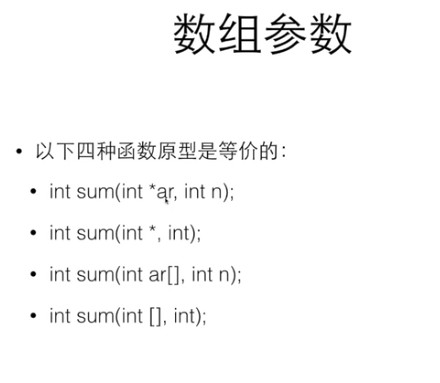 数组参数
• 以下四种函数原型是等价的：
• int sum(int *ar, int n);
• int sum(int *, int);
• int sum(int ar[], int n);
• int sum(int [], int);